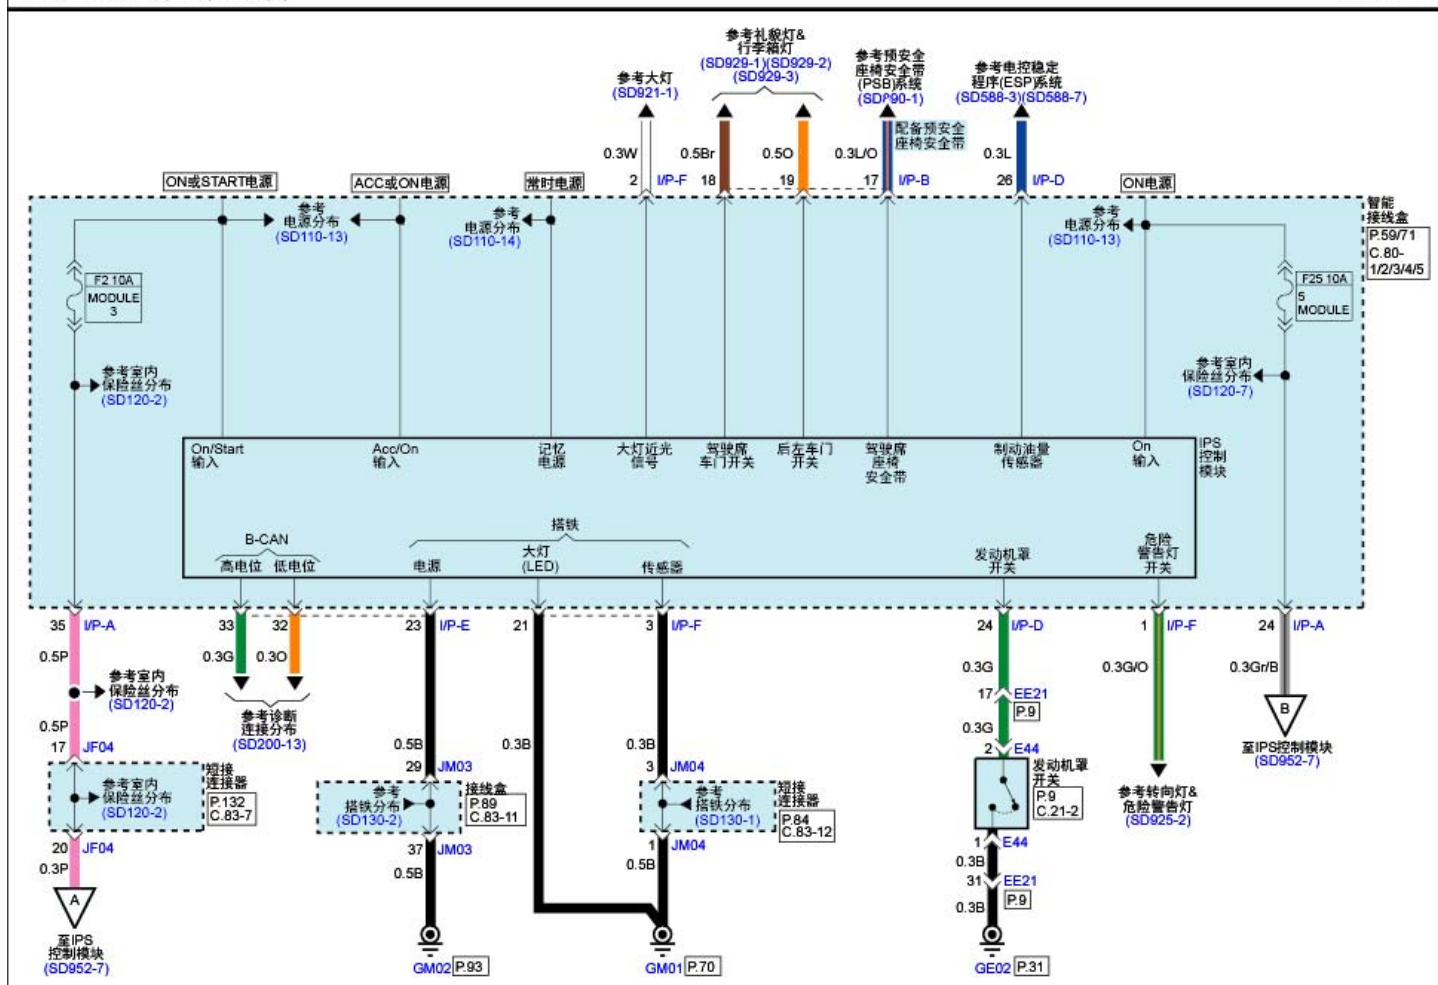 参考大灯
(SD921-1)
参考礼貌灯&
行李箱灯
(SD929-1)(SD929-2)
(SD929-3)
参考预安全
座椅安全带
(PSB)系统
(SD890-1)
配备预安全
座椅安全带
参考电控稳定
程序(ESP)系统
(SD588-3)(SD588-7)
0.3W
0.5Br
0.5O
0.3L/O
0.3L
2 I/P-F
18
19
17 I/P-B
26 I/P-D
ON或START电源
ACC或ON电源
常时电源
ON电源
参考
电源分布
(SD110-13)
参考
电源分布
(SD110-14)
参考
电源分布
(SD110-13)
智能
接线盒
P.59/71
C.80-
1/2/3/4/5
F2 10A
MODULE
3
F25 10A
5
MODULE
参考室内
保险丝分布
(SD120-2)
参考室内
保险丝分布
(SD120-7)
On/Start
输入
Acc/On
输入
记忆
电源
大灯近光
信号
驾驶席
车门开关
后左车门
开关
驾驶席
座椅
安全带
制动油量
传感器
On
输入
IPS
控制
模块
B-CAN
高电位
低电位
搭铁
电源
大灯
(LED)
传感器
发动机罩
开关
危险
警告灯
开关
35 I/P-A
33
32
23 I/P-E
21
3 I/P-F
24 I/P-D
1 I/P-F
24 I/P-A
0.5P
0.3G
0.3O
0.3G
0.3G/O
0.3Gr/B
参考室内
保险丝分布
(SD120-2)
参考诊断
连接分布
(SD200-13)
17 EE21
P.9
0.3G
2 E44
B
至IPS控制模块
(SD952-7)
0.5P
17 JF04
0.5B
29 JM03
0.3B
0.3B
3 JM04
参考室内
保险丝分布
(SD120-2)
短接
连接器
P.132
C.83-7
参考
搭铁分布
(SD130-2)
接线盒
P.89
C.83-11
参考
搭铁分布
(SD130-1)
短接
连接器
P.84
C.83-12
发动机罩
开关
P.9
C.21-2
参考转向灯&
危险警告灯
(SD925-2)
20 JF04
0.3P
37 JM03
0.5B
1 JM04
0.5B
1 E44
0.3B
31 EE21
P.9
0.3B
A
至IPS
控制模块
(SD952-7)
GM02 P.93
GM01 P.70
GE02 P.31